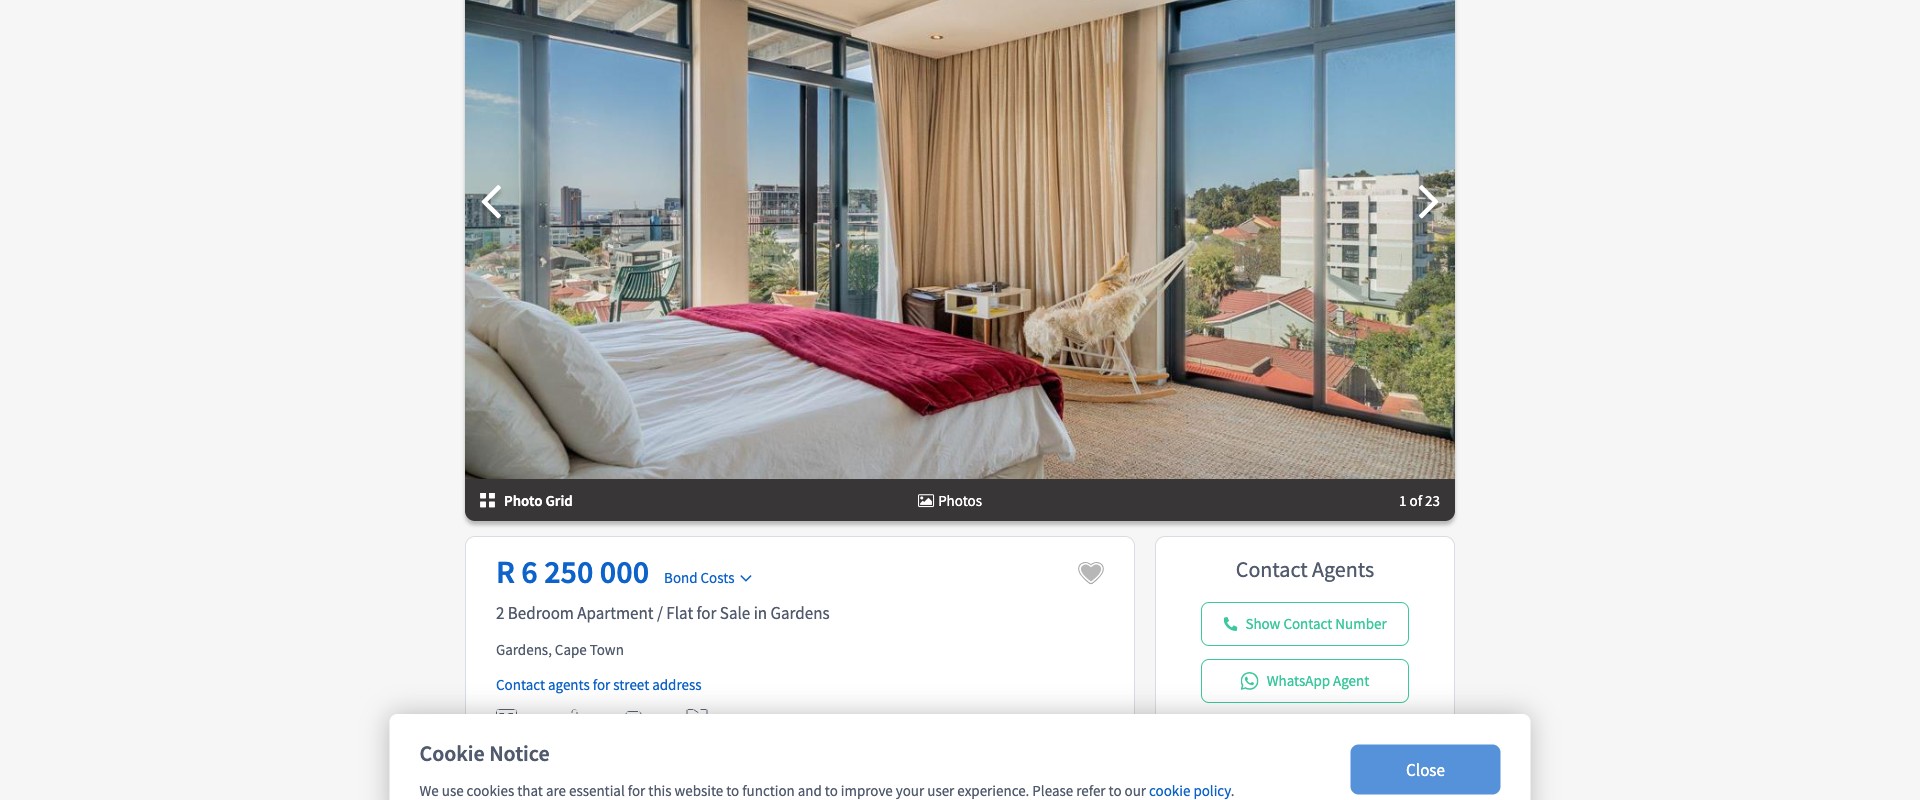 Photo Grid
Photos
1 of 23
R 6 250 000
Bond Costs
2 Bedroom Apartment / Flat for Sale in Gardens
Gardens, Cape Town
Contact agents for street address
Contact Agents
Show Contact Number
WhatsApp Agent
Cookie Notice
We use cookies that are essential for this website to function and to improve your user experience. Please refer to our cookie policy.
Close